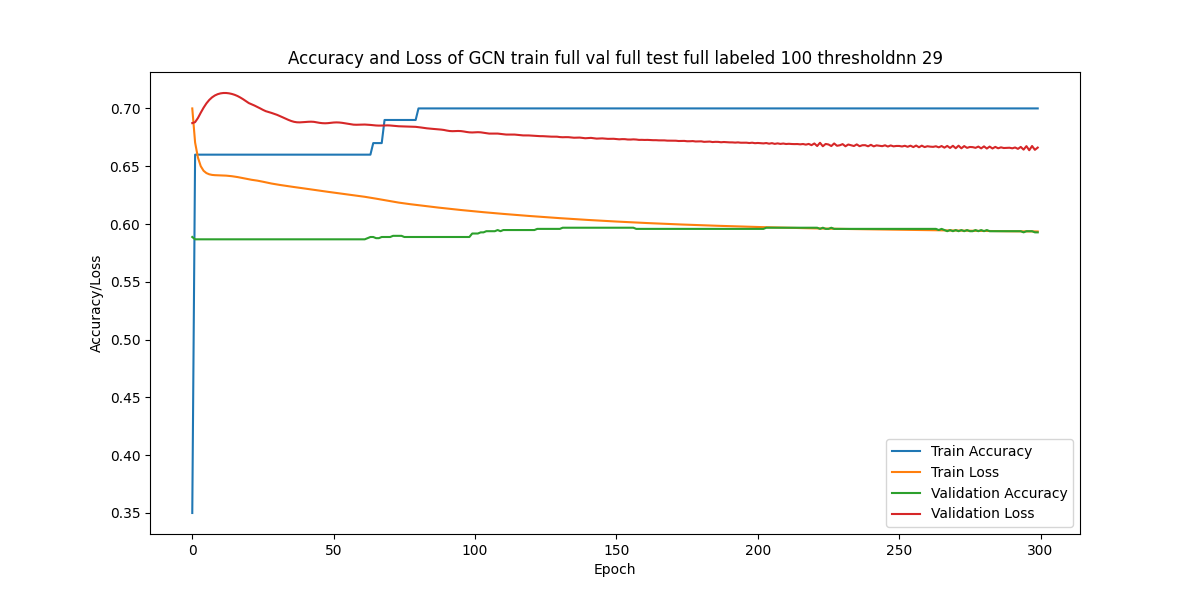 Accuracy and Loss of GCN train full val full test full labeled 100 thresholdnn 29
Accuracy/Loss
0.70
0.65
0.60
0.55
0.50
0.45
0.40
0.35
Train Accuracy
Train Loss
Validation Accuracy
Validation Loss
0 50 100 150 200 250 300
Epoch